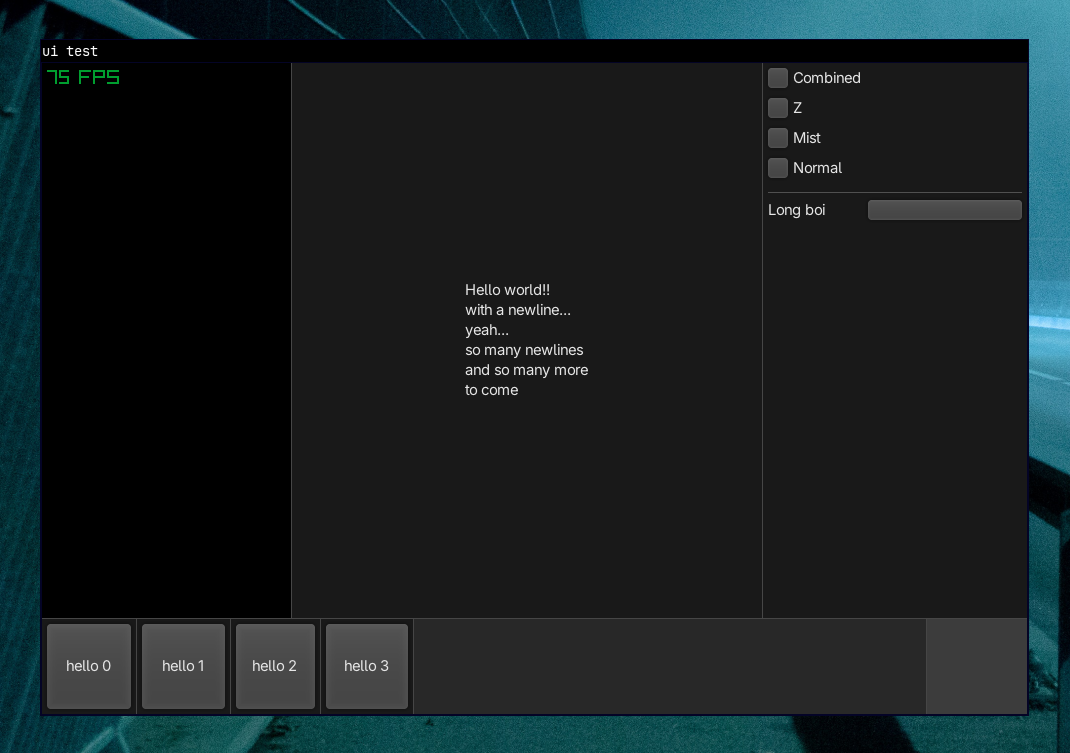 ui test
75 FPS
Combined
Z
Mist
Normal
Long boi
Hello world!!
with a newline...
yeah...
so many newlines
and so many more
to come
hello 0
hello 1
hello 2
hello 3